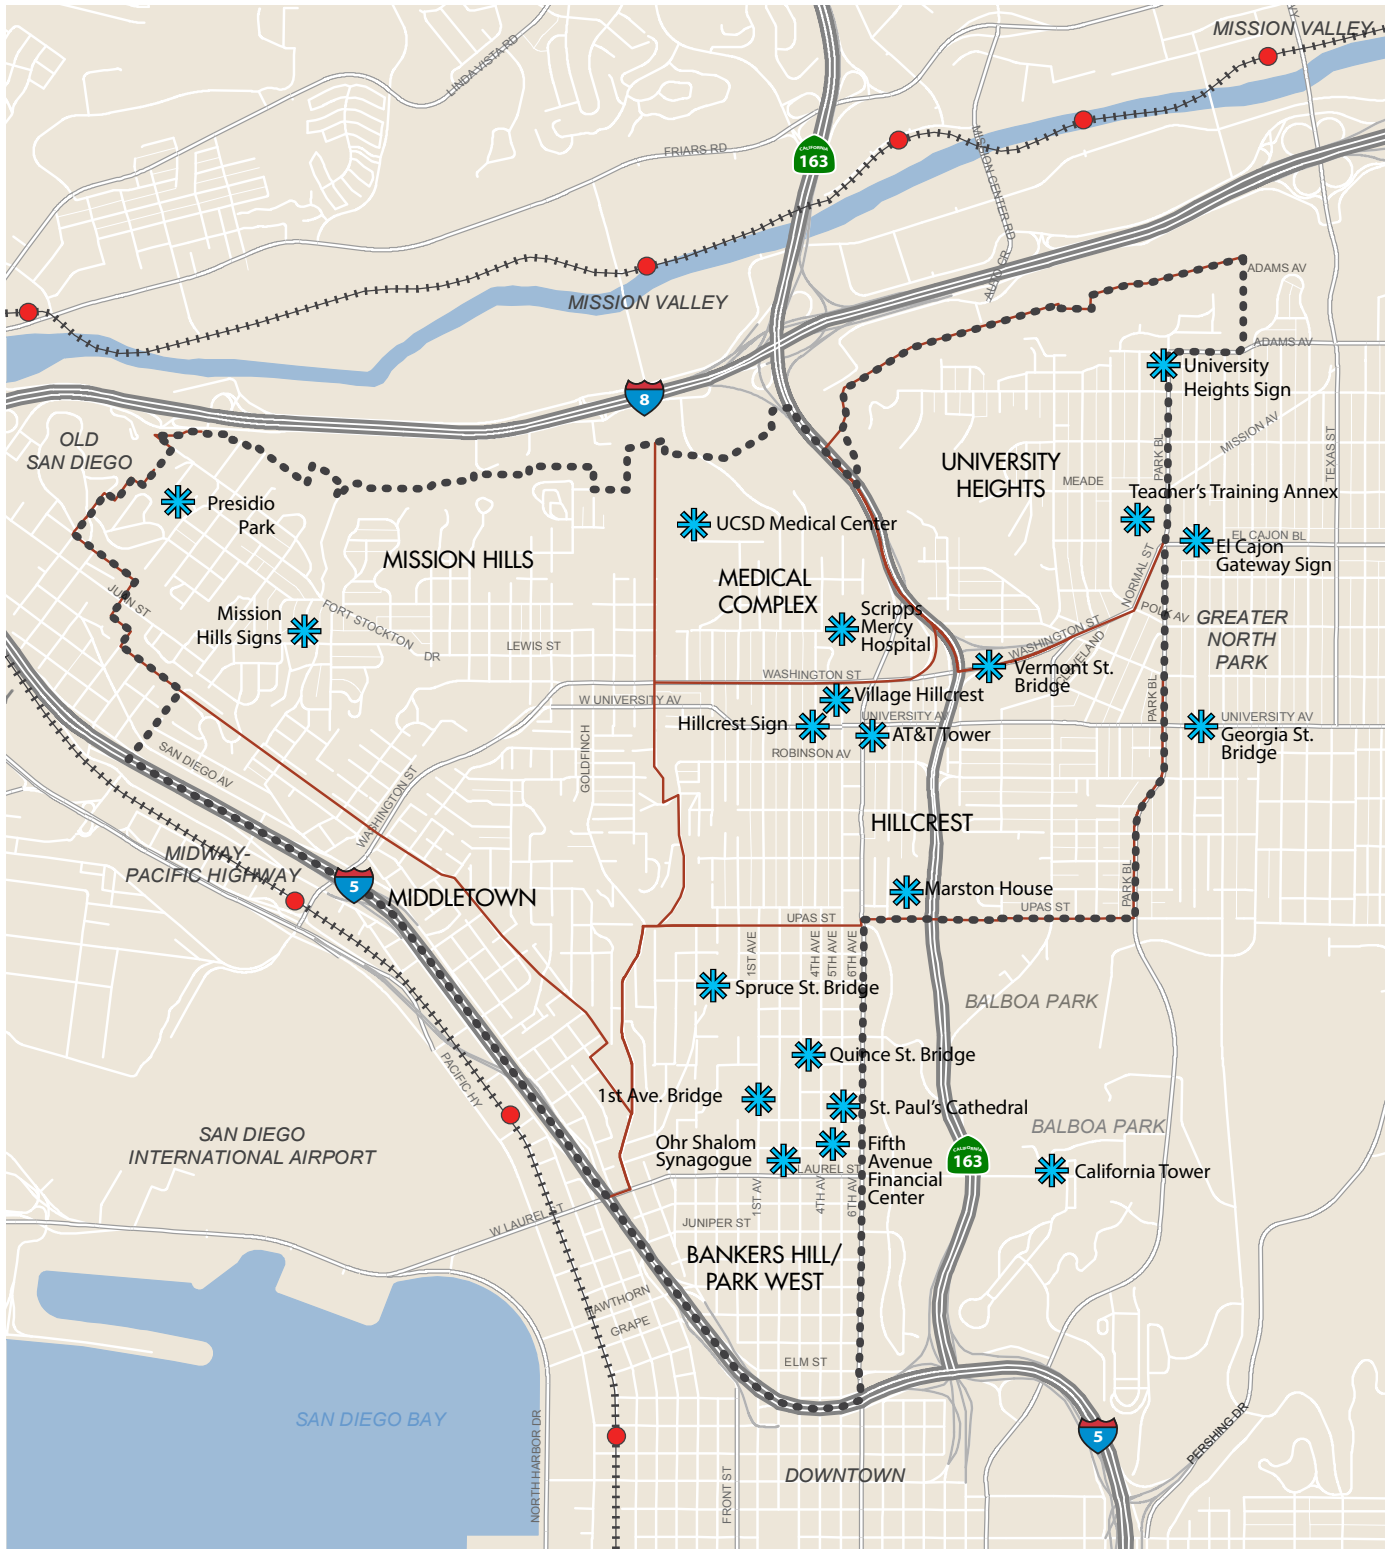 MISSION VALLEY
LINDA VISTA RD
FRIARS RD
CALIFORNIA
163
MISSION CENTER RD
AUTO CR
MISSION VALLEY
ADAMS AV
ADAMS AV
8
University
Heights Sign
OLD
SAN DIEGO
MISSION AV
TEXAS ST
PARK BL
UNIVERSITY
HEIGHTS
MEADE
Teacher's Training Annex
Presidio
Park
UCSD Medical Center
EL CAJON BL
El Cajon
Gateway Sign
MISSION HILLS
MEDICAL
COMPLEX
NORMAL ST
JUAN ST
Mission
Hills Signs
FORT STOCKTON
DR
LEWIS ST
Scripps
Mercy
Hospital
POLK AV
GREATER
NORTH
PARK
WASHINGTON ST
CLEVELAND
WASHINGTON ST
Vermont St.
Bridge
W UNIVERSITY AV
Village Hillcrest
PARK BL
Hillcrest Sign
UNIVERSITY AV
AT&T Tower
UNIVERSITY AV
Georgia St.
Bridge
ROBINSON AV
GOLDFINCH
SAN DIEGO AV
WASHINGTON ST
HILLCREST
MIDWAY-
PACIFIC HIGHWAY
5
MIDDLETOWN
Marston House
PARK BL
UPAS ST
UPAS ST
1ST AVE
4TH AVE
5TH AVE
6TH AVE
Spruce St. Bridge
BALBOA PARK
Quince St. Bridge
PACIFIC HY
1st Ave. Bridge
St. Paul's Cathedral
BALBOA PARK
SAN DIEGO
INTERNATIONAL AIRPORT
Ohr Shalom
Synagogue
Fifth
Avenue
Financial
Center
CALIFORNIA
163
California Tower
LAUREL ST
1ST AV
4TH AV
6TH AV
W LAUREL ST
JUNIPER ST
BANKERS HILL/
PARK WEST
HAWTHORN
GRAPE
ELM ST
SAN DIEGO BAY
NORTH HARBOR DR
FRONT ST
DOWNTOWN
5
PERSHING DR